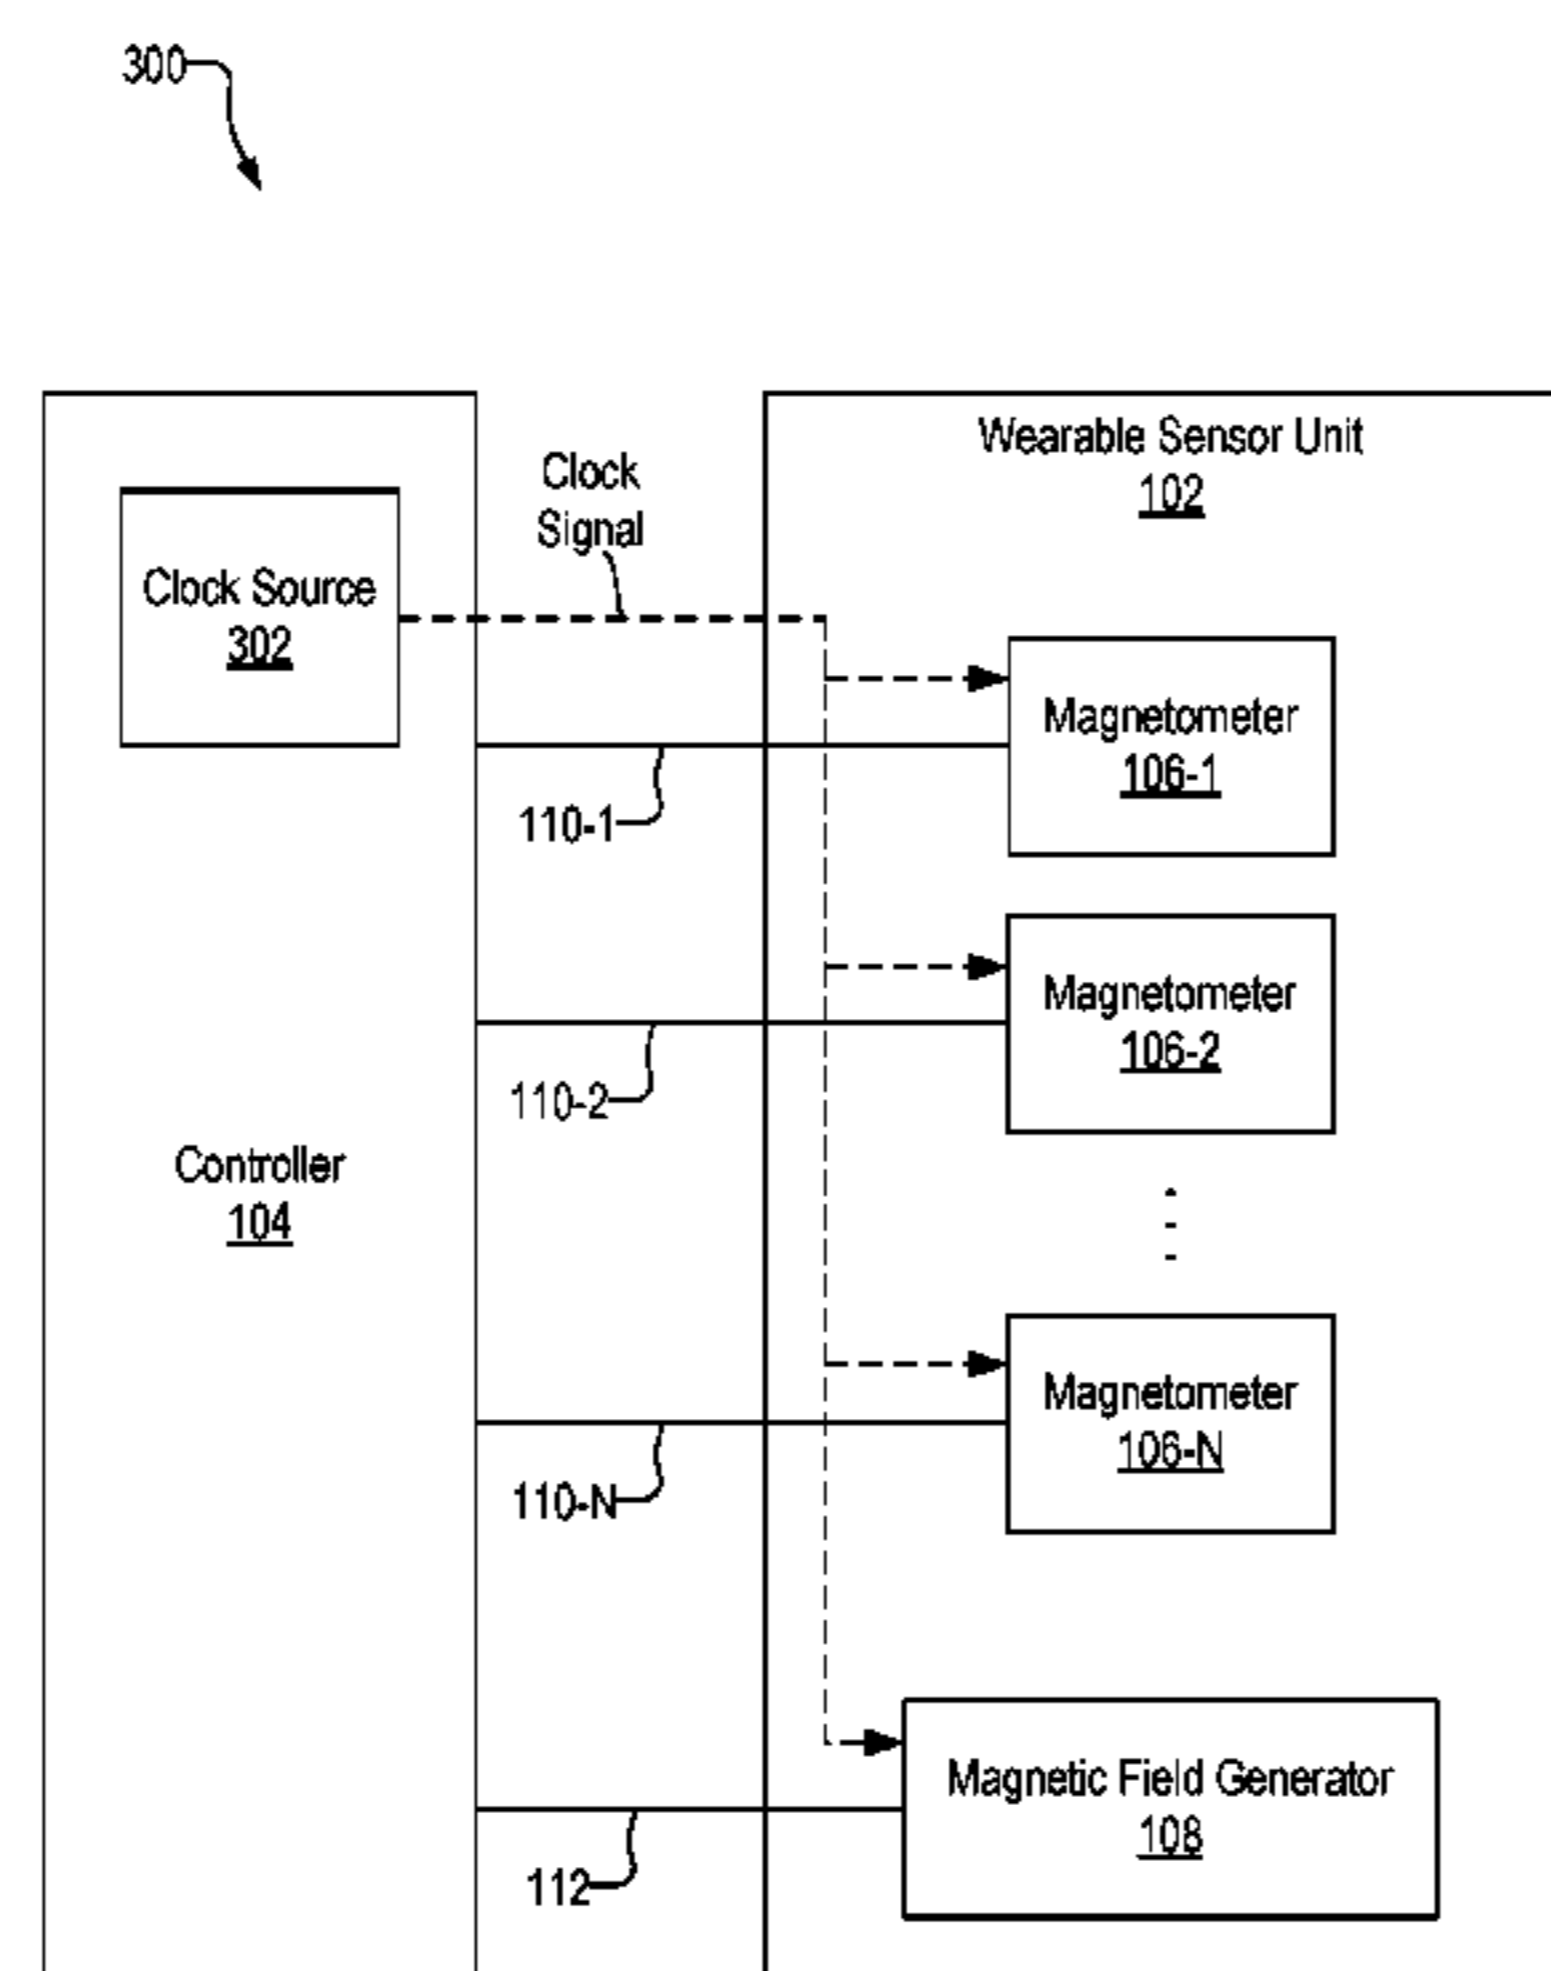 300
Wearable Sensor Unit
102
Clock
Signal
Clock Source
302
Magnetometer
106-1
110-1
Magnetometer
106-2
110-2
Controller
104
Magnetometer
106-N
110-N
Magnetic Field Generator
108
112